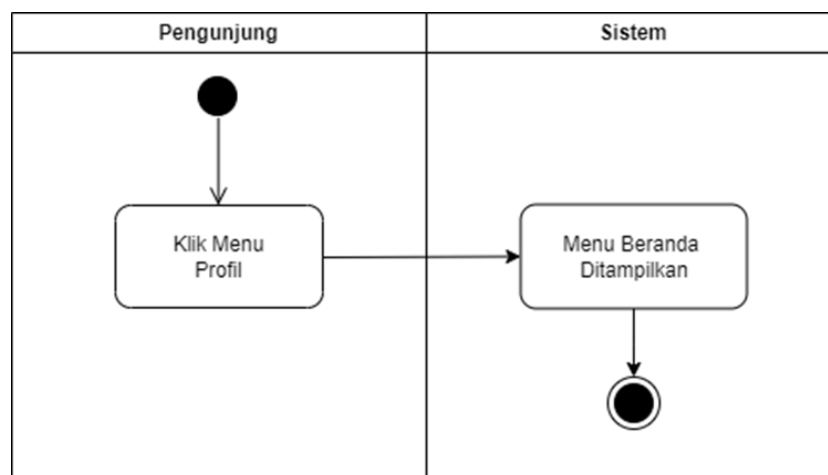 Pengunjung
Sistem
Klik Menu
Profil
Menu Beranda
Ditampilkan